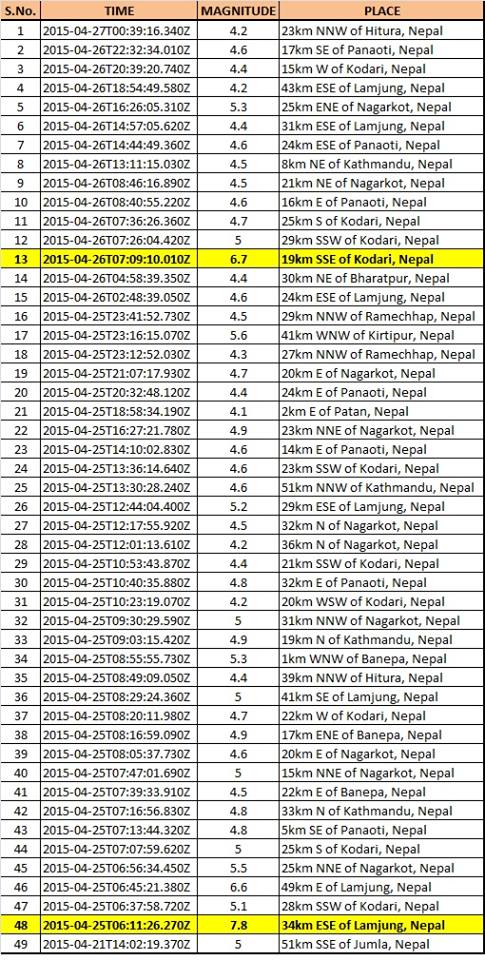 S.No. TIME MAGNITUDE PLACE
1 2015-04-27T00:39:16.340Z 4.2 23km NNW of Hitura, Nepal
2 2015-04-26T22:32:34.010Z 4.6 17km SE of Panaoti, Nepal
3 2015-04-26T20:39:20.740Z 4.4 15km W of Kodari, Nepal
4 2015-04-26T18:54:49.580Z 4.2 43km ESE of Lamjung, Nepal
5 2015-04-26T16:26:05.310Z 5.3 25km ENE of Nagarkot, Nepal
6 2015-04-26T14:57:05.620Z 4.4 31km ESE of Lamjung, Nepal
7 2015-04-26T14:44:49.360Z 4.6 24km ESE of Panaoti, Nepal
8 2015-04-26T13:11:15.030Z 4.5 8km NE of Kathmandu, Nepal
9 2015-04-26T08:46:16.890Z 4.5 21km NE of Nagarkot, Nepal
10 2015-04-26T08:40:55.220Z 4.6 16km E of Panaoti, Nepal
11 2015-04-26T07:36:26.360Z 4.7 25km S of Kodari, Nepal
12 2015-04-26T07:26:04.420Z 5 29km SSW of Kodari, Nepal
13 2015-04-26T07:09:10.010Z 6.7 19km SSE of Kodari, Nepal
14 2015-04-26T04:58:39.350Z 4.4 30km NE of Bharatpur, Nepal
15 2015-04-26T02:48:39.050Z 4.6 24km ESE of Lamjung, Nepal
16 2015-04-25T23:41:52.730Z 4.5 29km NNW of Ramechhap, Nepal
17 2015-04-25T23:16:15.070Z 5.6 41km WNW of Kirtipur, Nepal
18 2015-04-25T23:12:52.030Z 4.3 27km NNW of Ramechhap, Nepal
19 2015-04-25T21:07:17.930Z 4.7 20km E of Nagarkot, Nepal
20 2015-04-25T20:32:48.120Z 4.4 24km E of Panaoti, Nepal
21 2015-04-25T18:58:34.190Z 4.1 2km E of Patan, Nepal
22 2015-04-25T16:27:21.780Z 4.9 23km NNE of Nagarkot, Nepal
23 2015-04-25T14:10:02.830Z 4.6 14km E of Panaoti, Nepal
24 2015-04-25T13:36:14.640Z 4.6 23km SSW of Kodari, Nepal
25 2015-04-25T13:30:28.240Z 4.6 51km NNW of Kathmandu, Nepal
26 2015-04-25T12:44:04.400Z 5.2 29km ESE of Lamjung, Nepal
27 2015-04-25T12:17:55.920Z 4.5 32km N of Nagarkot, Nepal
28 2015-04-25T12:01:13.610Z 4.2 36km N of Nagarkot, Nepal
29 2015-04-25T10:53:43.870Z 4.4 21km SSW of Kodari, Nepal
30 2015-04-25T10:40:35.880Z 4.8 32km E of Panaoti, Nepal
31 2015-04-25T10:23:19.070Z 4.2 20km WSW of Kodari, Nepal
32 2015-04-25T09:30:29.590Z 5 31km NNW of Nagarkot, Nepal
33 2015-04-25T09:03:15.420Z 4.9 19km N of Kathmandu, Nepal
34 2015-04-25T08:55:55.730Z 5.3 1km WNW of Banepa, Nepal
35 2015-04-25T08:49:09.050Z 4.4 39km NNW of Hitura, Nepal
36 2015-04-25T08:29:24.360Z 5 41km SE of Lamjung, Nepal
37 2015-04-25T08:20:11.980Z 4.7 22km W of Kodari, Nepal
38 2015-04-25T08:16:59.090Z 4.9 17km ENE of Banepa, Nepal
39 2015-04-25T08:05:37.730Z 4.6 20km E of Nagarkot, Nepal
40 2015-04-25T07:47:01.690Z 5 15km NNE of Nagarkot, Nepal
41 2015-04-25T07:39:33.910Z 4.5 22km E of Banepa, Nepal
42 2015-04-25T07:16:56.830Z 4.8 33km N of Kathmandu, Nepal
43 2015-04-25T07:13:44.320Z 4.8 5km SE of Panaoti, Nepal
44 2015-04-25T07:07:59.620Z 5 25km S of Kodari, Nepal
45 2015-04-25T06:56:34.450Z 5.5 25km NNE of Nagarkot, Nepal
46 2015-04-25T06:45:21.380Z 6.6 49km E of Lamjung, Nepal
47 2015-04-25T06:37:58.720Z 5.1 28km SSW of Kodari, Nepal
48 2015-04-25T06:11:26.270Z 7.8 34km ESE of Lamjung, Nepal
49 2015-04-21T14:02:19.370Z 5 51km SSE of Jumla, Nepal